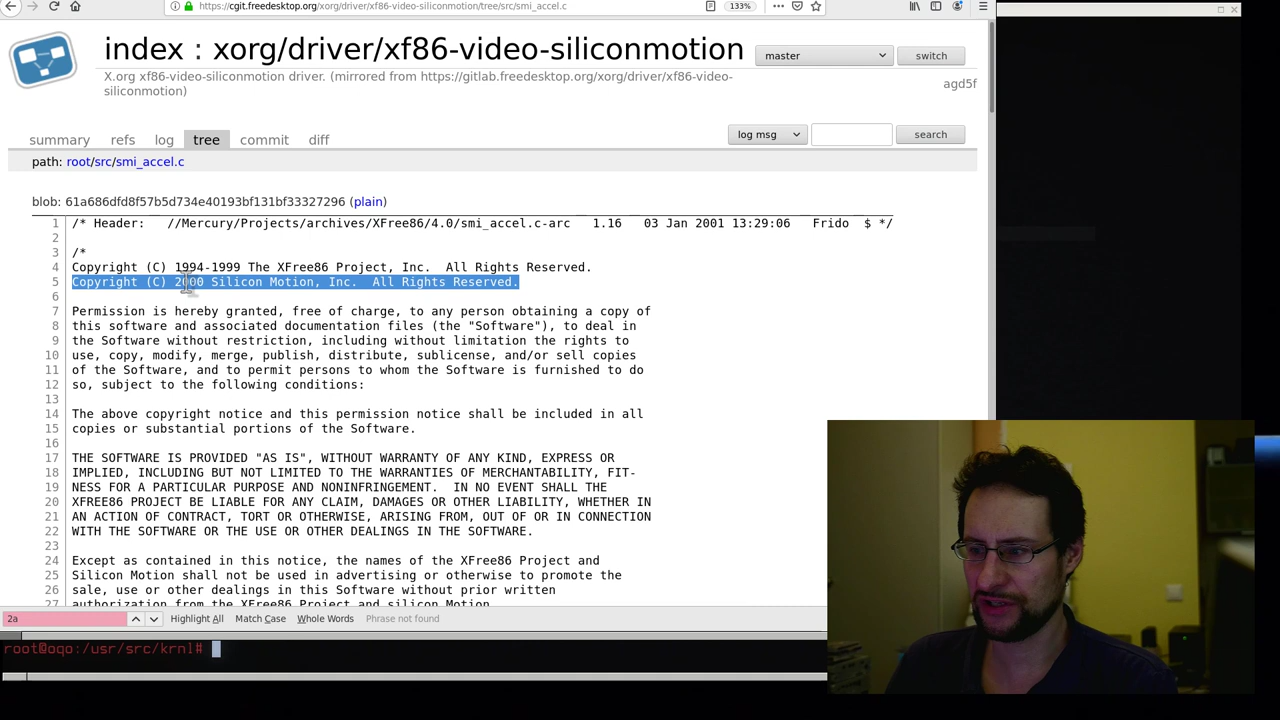 https://cgit.freedesktop.org/xorg/driver/xf86-video-siliconmotion/tree/src/smi_accel.c
133%
index : xorg/driver/xf86-video-siliconmotion
master
switch
X.org xf86-video-siliconmotion driver. (mirrored from https://gitlab.freedesktop.org/xorg/driver/xf86-video-
siliconmotion)
agd5f
summary refs log tree commit diff
log msg
search
path: root/src/smi_accel.c
blob: 61a686dfd8f57b5d734e40193bf131bf33327296 (plain)
1 /* Header:   //Mercury/Projects/archives/XFree86/4.0/smi_accel.c-arc   1.16   03 Jan 2001 13:29:06   Frido  $ */
2
3 /*
4 Copyright (C) 1994-1999 The XFree86 Project, Inc.  All Rights Reserved.
5 Copyright (C) 2000 Silicon Motion, Inc.  All Rights Reserved.
6
7 Permission is hereby granted, free of charge, to any person obtaining a copy of
8 this software and associated documentation files (the "Software"), to deal in
9 the Software without restriction, including without limitation the rights to
10 use, copy, modify, merge, publish, distribute, sublicense, and/or sell copies
11 of the Software, and to permit persons to whom the Software is furnished to do
12 so, subject to the following conditions:
13
14 The above copyright notice and this permission notice shall be included in all
15 copies or substantial portions of the Software.
16
17 THE SOFTWARE IS PROVIDED "AS IS", WITHOUT WARRANTY OF ANY KIND, EXPRESS OR
18 IMPLIED, INCLUDING BUT NOT LIMITED TO THE WARRANTIES OF MERCHANTABILITY, FIT-
19 NESS FOR A PARTICULAR PURPOSE AND NONINFRINGEMENT.  IN NO EVENT SHALL THE
20 XFREE86 PROJECT BE LIABLE FOR ANY CLAIM, DAMAGES OR OTHER LIABILITY, WHETHER IN
21 AN ACTION OF CONTRACT, TORT OR OTHERWISE, ARISING FROM, OUT OF OR IN CONNECTION
22 WITH THE SOFTWARE OR THE USE OR OTHER DEALINGS IN THE SOFTWARE.
23
24 Except as contained in this notice, the names of the XFree86 Project and
25 Silicon Motion shall not be used in advertising or otherwise to promote the
26 sale, use or other dealings in this Software without prior written
27 authorization from the XFree86 Project and silicon Motion.
2a Highlight All Match Case Whole Words Phrase not found
root@oqo:/usr/src/krnl#